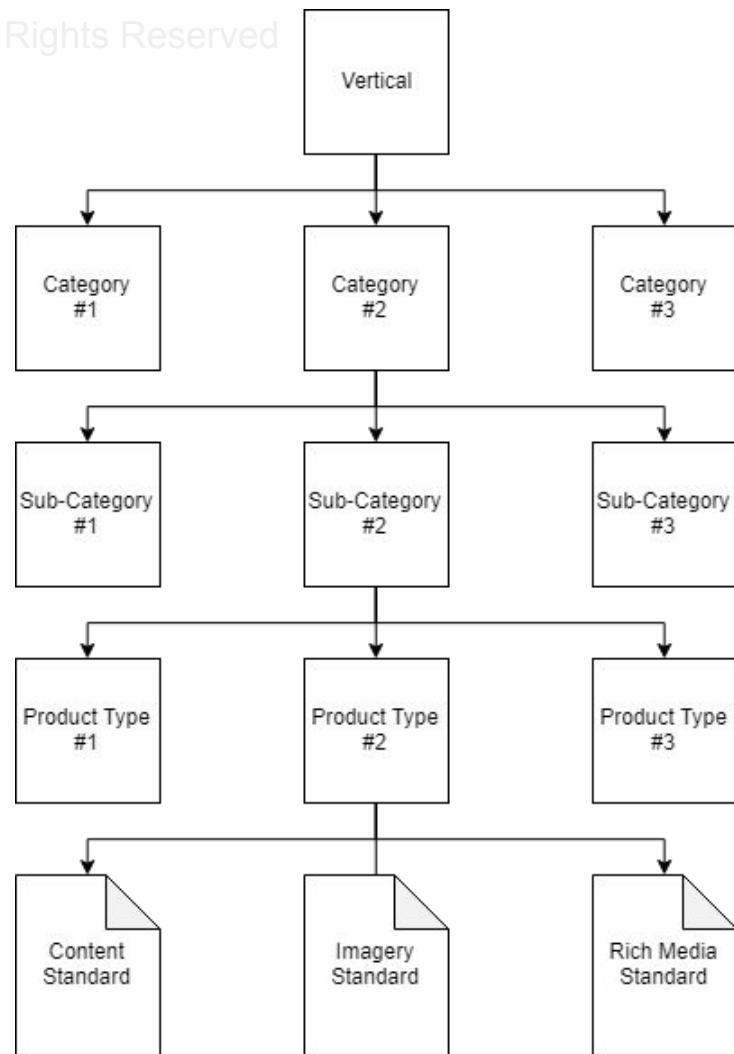 Rights Reserved
Vertical
Category
#1
Category
#2
Category
#3
Sub-Category
#1
Sub-Category
#2
Sub-Category
#3
Product Type
#1
Product Type
#2
Product Type
#3
Content
Standard
Imagery
Standard
Rich Media
Standard